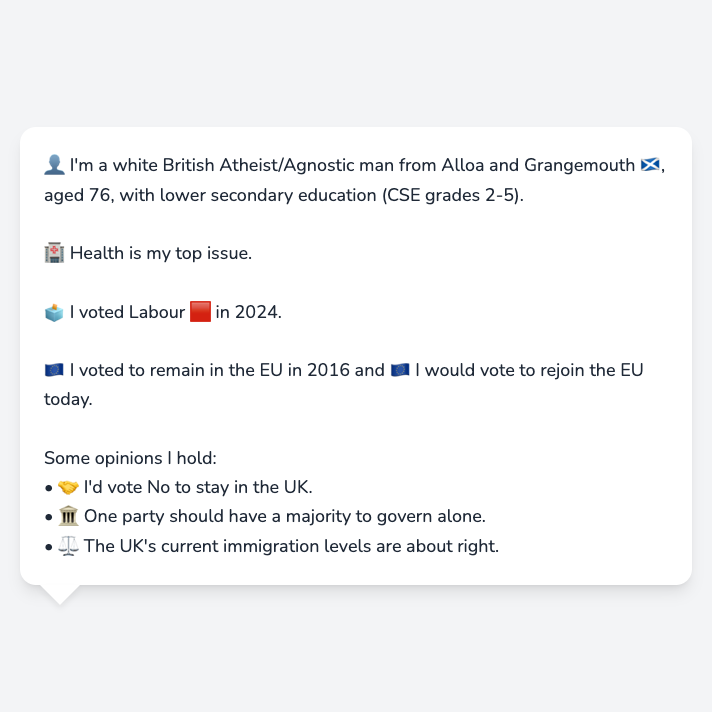 👤 I'm a white British Atheist/Agnostic man from Alloa and Grangemouth 🏴󠁧󠁢󠁳󠁣󠁴󠁿,
aged 76, with lower secondary education (CSE grades 2-5).
🏥 Health is my top issue.
🗳️ I voted Labour 🟥 in 2024.
🇪🇺 I voted to remain in the EU in 2016 and 🇪🇺 I would vote to rejoin the EU
today.
Some opinions I hold:
• 🤝 I'd vote No to stay in the UK.
• 🏛️ One party should have a majority to govern alone.
• ⚖️ The UK's current immigration levels are about right.